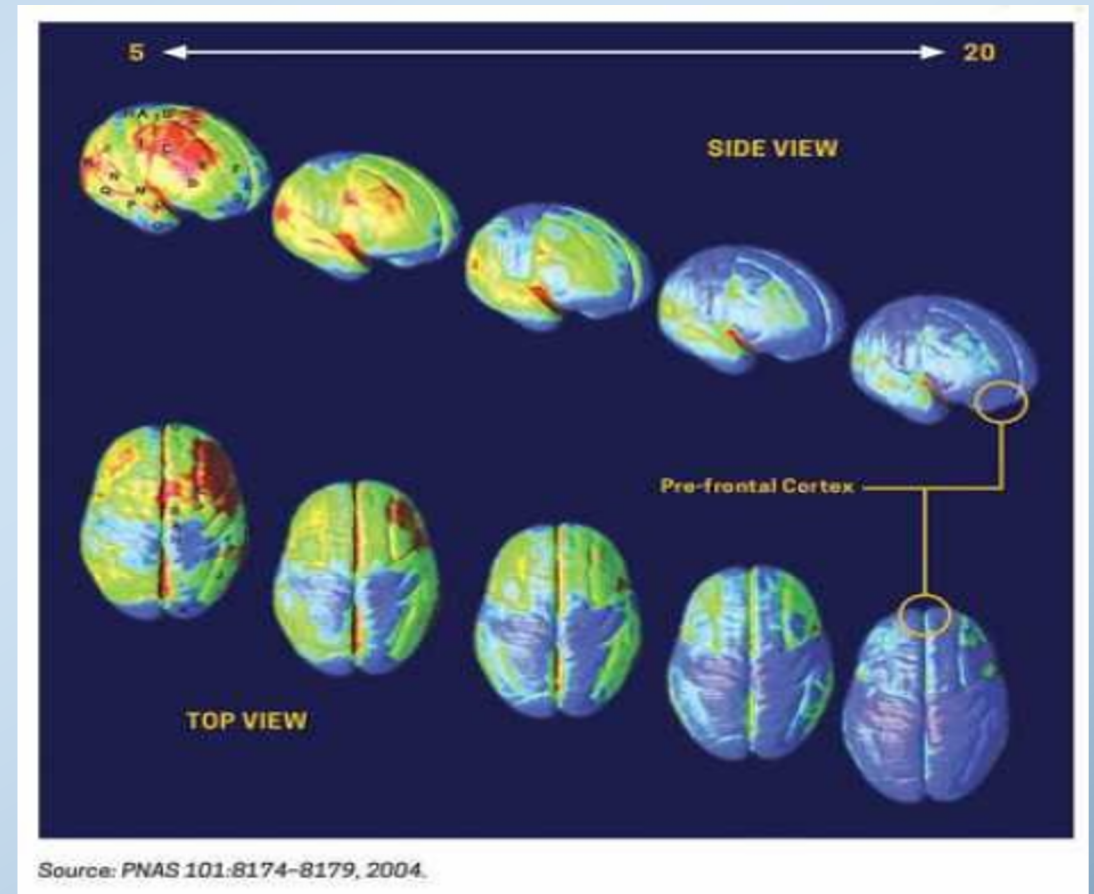 5 20
SIDE VIEW
Pre-frontal Cortex
TOP VIEW
Source: PNAS 101:8174–8179, 2004.